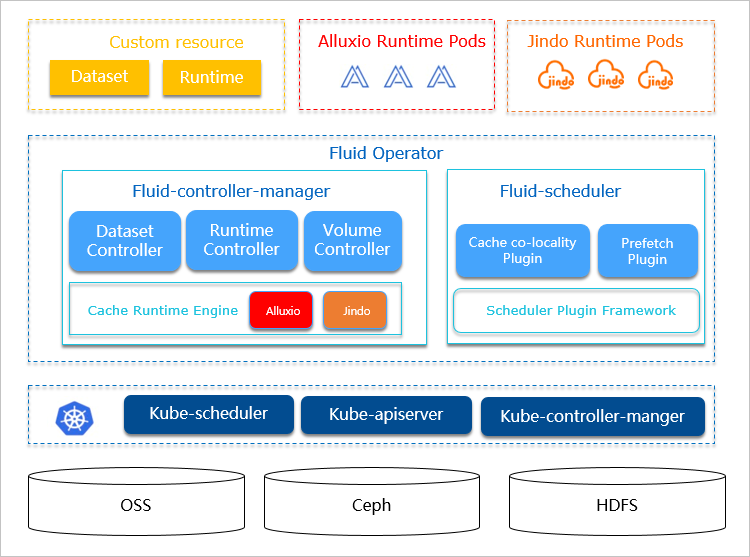 Custom resource
Dataset
Runtime
Alluxio Runtime Pods
Jindo Runtime Pods
jindo
jindo
jindo
Fluid Operator
Fluid-controller-manager
Dataset
Controller
Runtime
Controller
Volume
Controller
Cache Runtime Engine
Alluxio
Jindo
Fluid-scheduler
Cache co-locality
Plugin
Prefetch
Plugin
Scheduler Plugin Framework
Kube-scheduler
Kube-apiserver
Kube-controller-manger
OSS
Ceph
HDFS